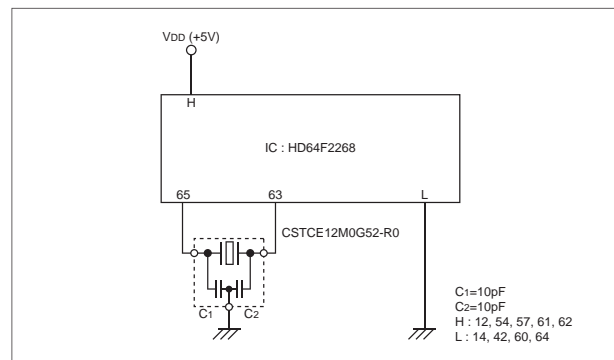 VDD (+5V)
H
IC : HD64F2268
65 63 L
CSTCE12M0G52-R0
C1 C2
C1=10pF
C2=10pF
H : 12, 54, 57, 61, 62
L : 14, 42, 60, 64